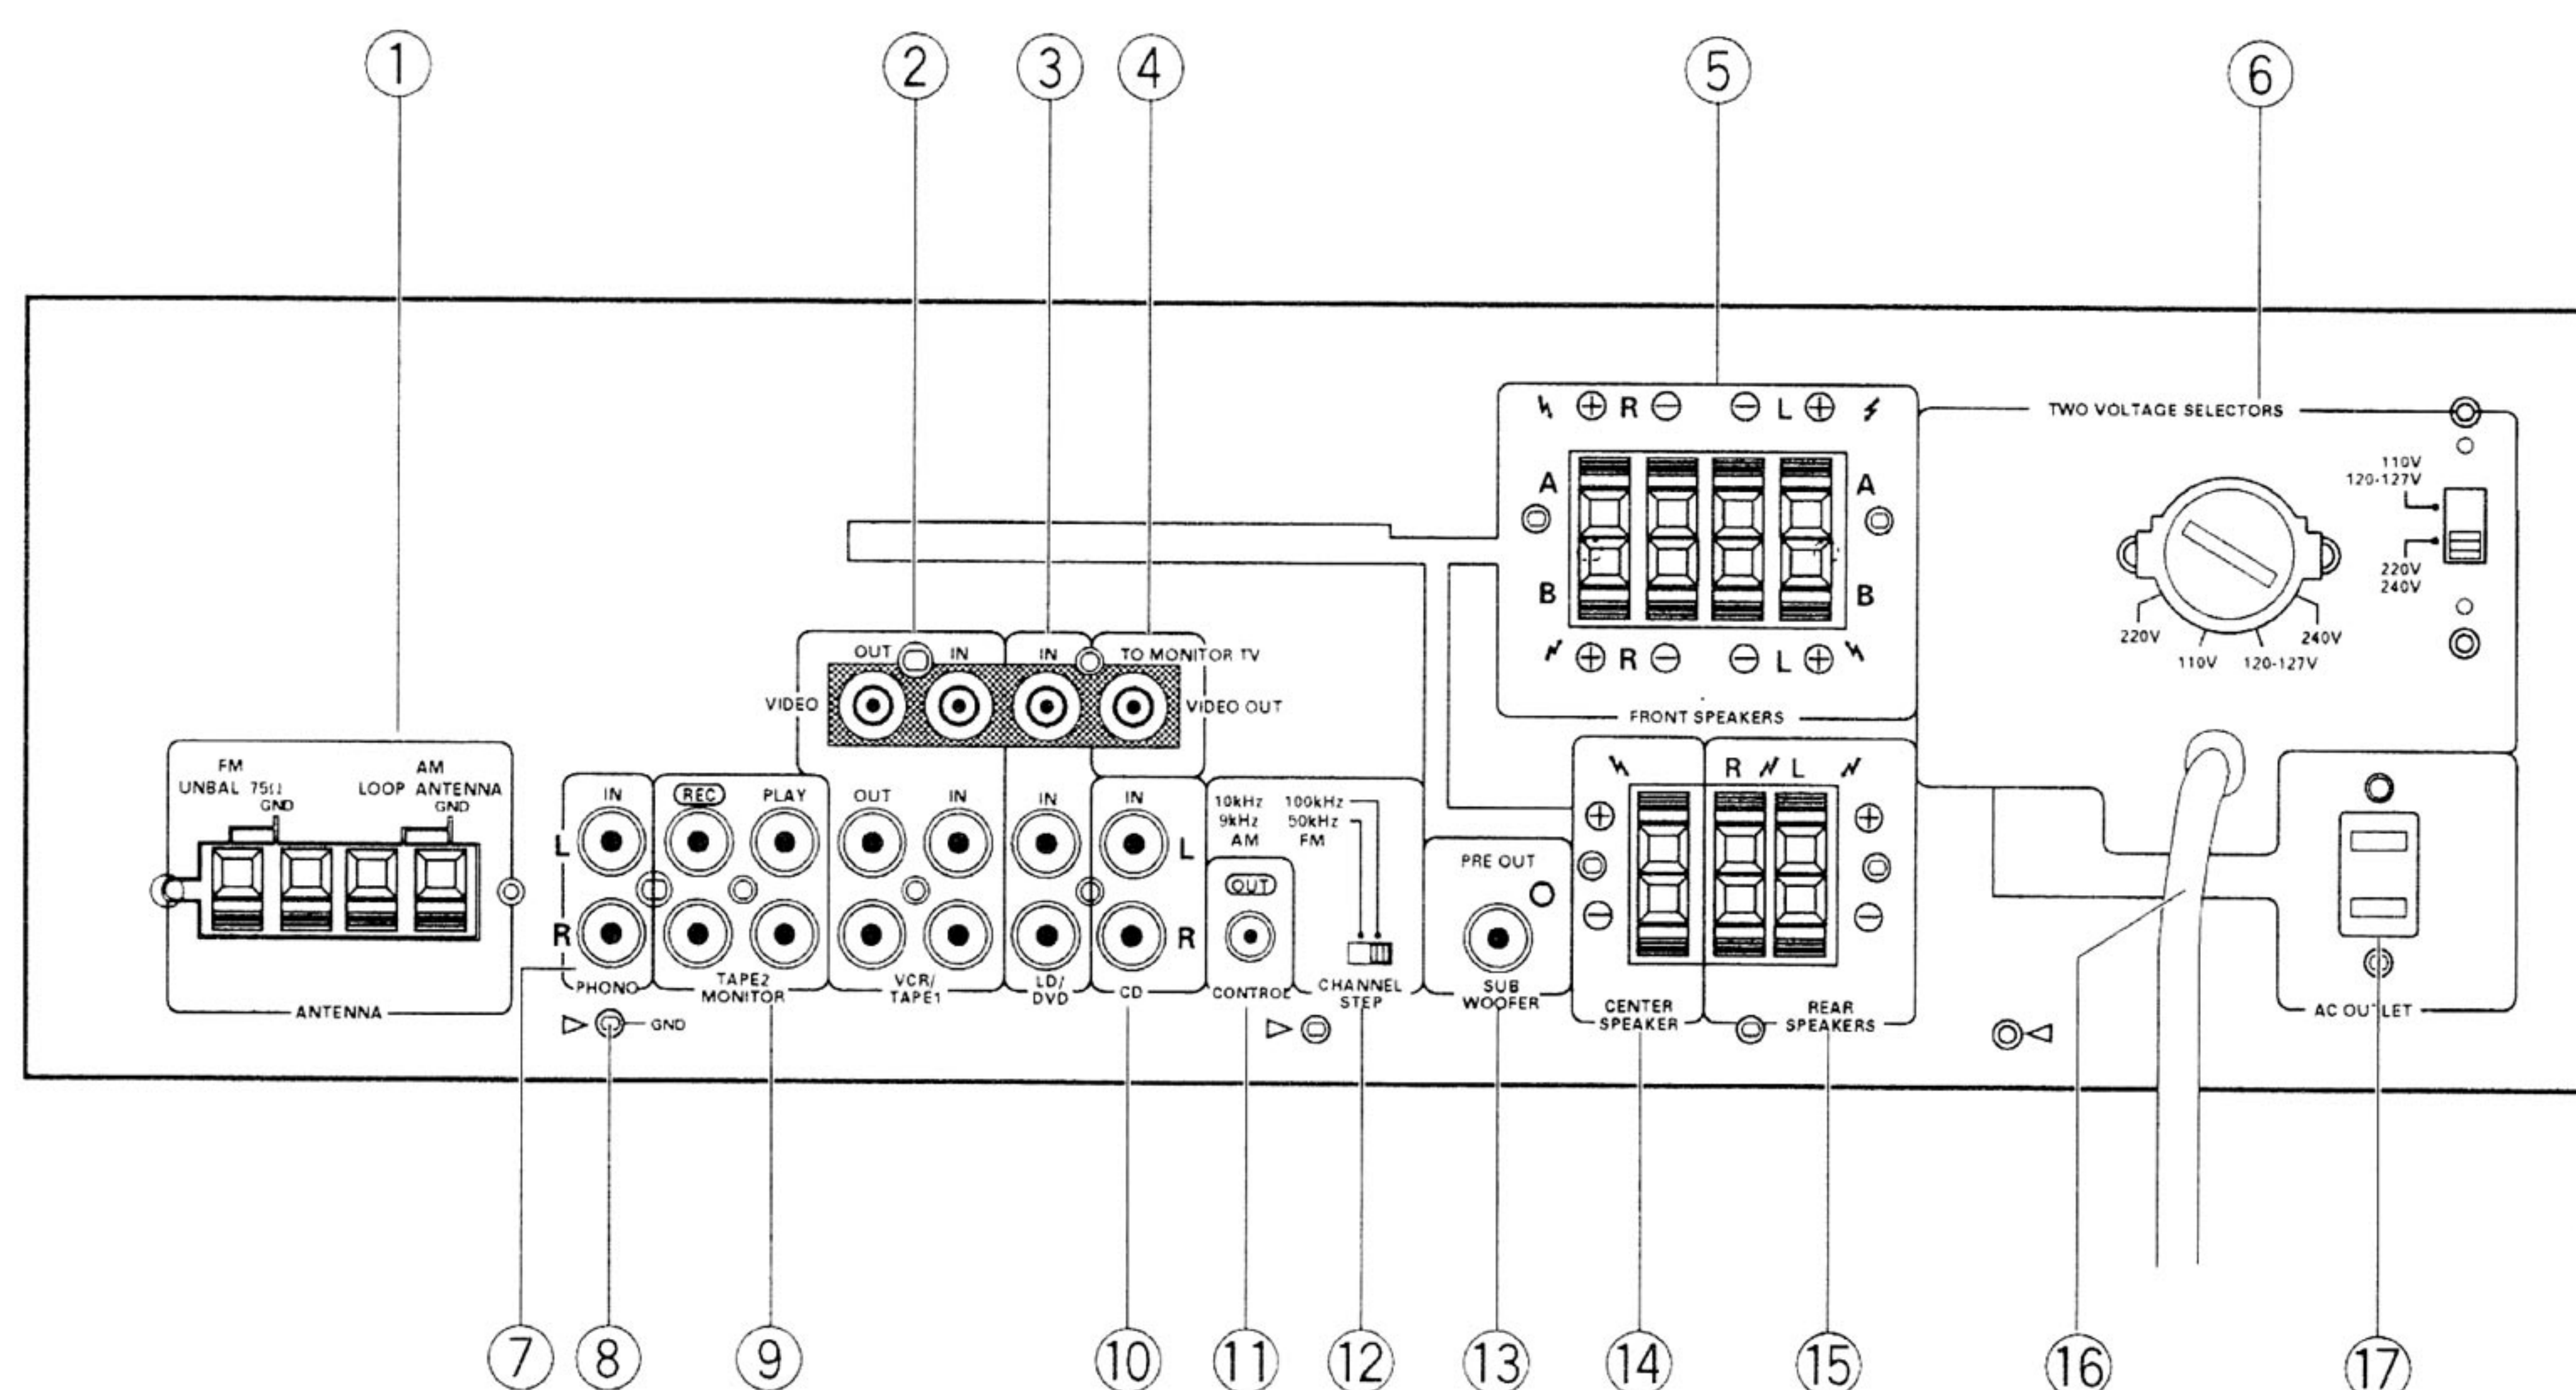 1 2 3 4 5 6
TWO VOLTAGE SELECTORS
110V
120-127V
220V
240V
220V 110V 120-127V 240V
⊕ R ⊖ ⊖ L ⊕
A A
B B
⊕ R ⊖ ⊖ L ⊕
FRONT SPEAKERS
OUT IN IN TO MONITOR TV
VIDEO VIDEO OUT
FM
UNBAL 75Ω
GND
AM
LOOP ANTENNA
GND
ANTENNA
IN
L
R
PHONO
GND
REC PLAY
TAPE2
MONITOR
OUT IN
VCR/
TAPE1
IN
LD/
DVD
IN
L
R
CD
10kHz 100kHz
9kHz 50kHz
AM FM
OUT
CONTROL
CHANNEL
STEP
PRE OUT
SUB
WOOFER
⊕
⊖
CENTER
SPEAKER
R L
⊕
⊖
REAR
SPEAKERS
AC OUTLET
7 8 9 10 11 12 13 14 15 16 17